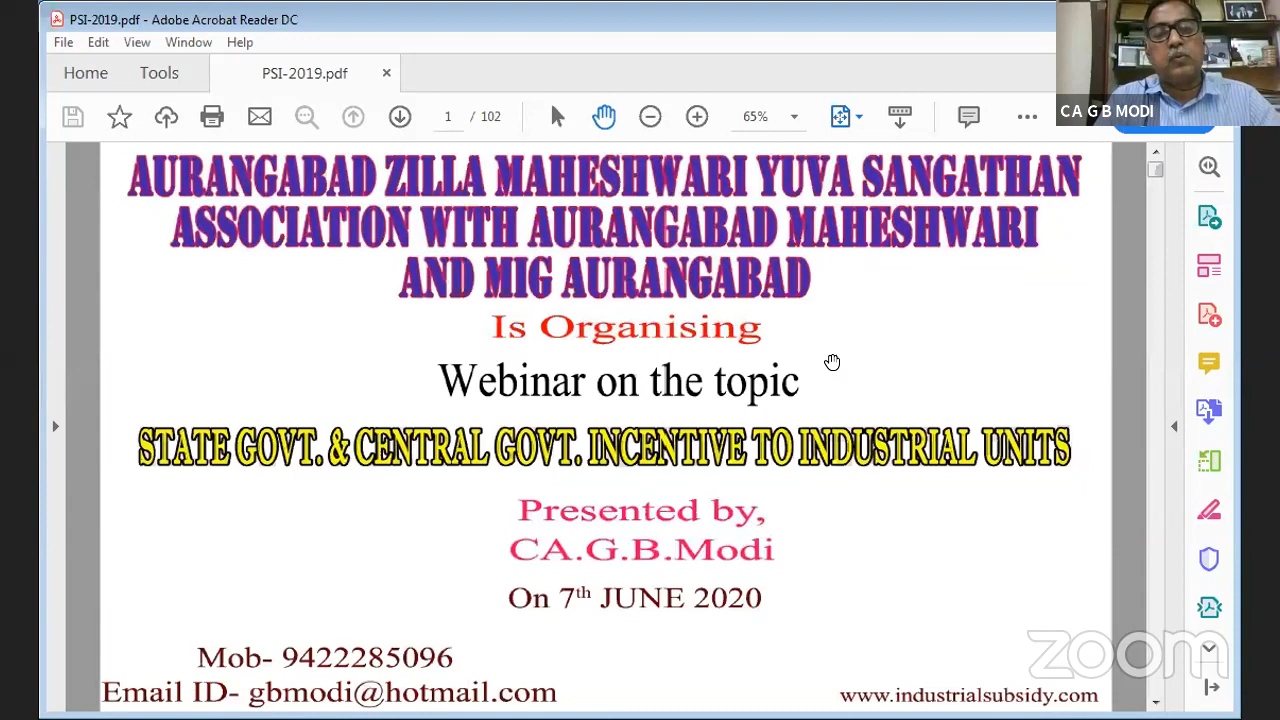 PSI-2019.pdf - Adobe Acrobat Reader DC
File Edit View Window Help
Home Tools PSI-2019.pdf ×
1 / 102 65%
CA G B MODI
AURANGABAD ZILLA MAHESHWARI YUVA SANGATHAN
ASSOCIATION WITH AURANGABAD MAHESHWARI
AND MIG AURANGABAD
Is Organising
Webinar on the topic
STATE GOVT. & CENTRAL GOVT. INCENTIVE TO INDUSTRIAL UNITS
Presented by,
CA.G.B.Modi
On 7th JUNE 2020
Mob- 9422285096
Email ID- gbmodi@hotmail.com
www.industrialsubsidy.com
zoom